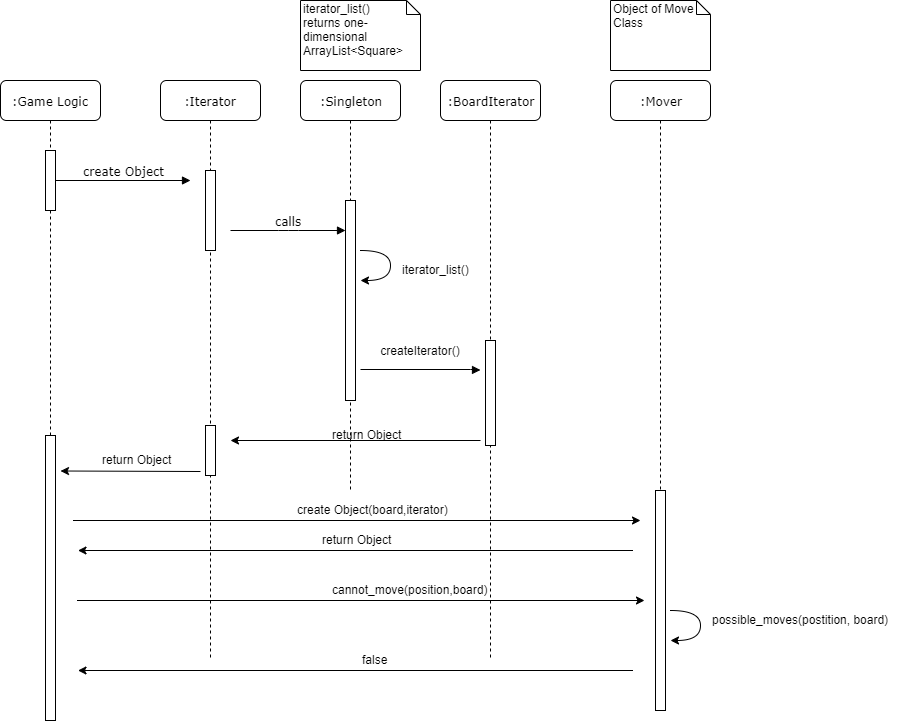 iterator_list()
returns one-
dimensional
ArrayList<Square>
Object of Move
Class
:Game Logic
:Iterator
:Singleton
:BoardIterator
:Mover
create Object
calls
iterator_list()
createIterator()
return Object
return Object
create Object(board,iterator)
return Object
cannot_move(position,board)
possible_moves(postition, board)
false